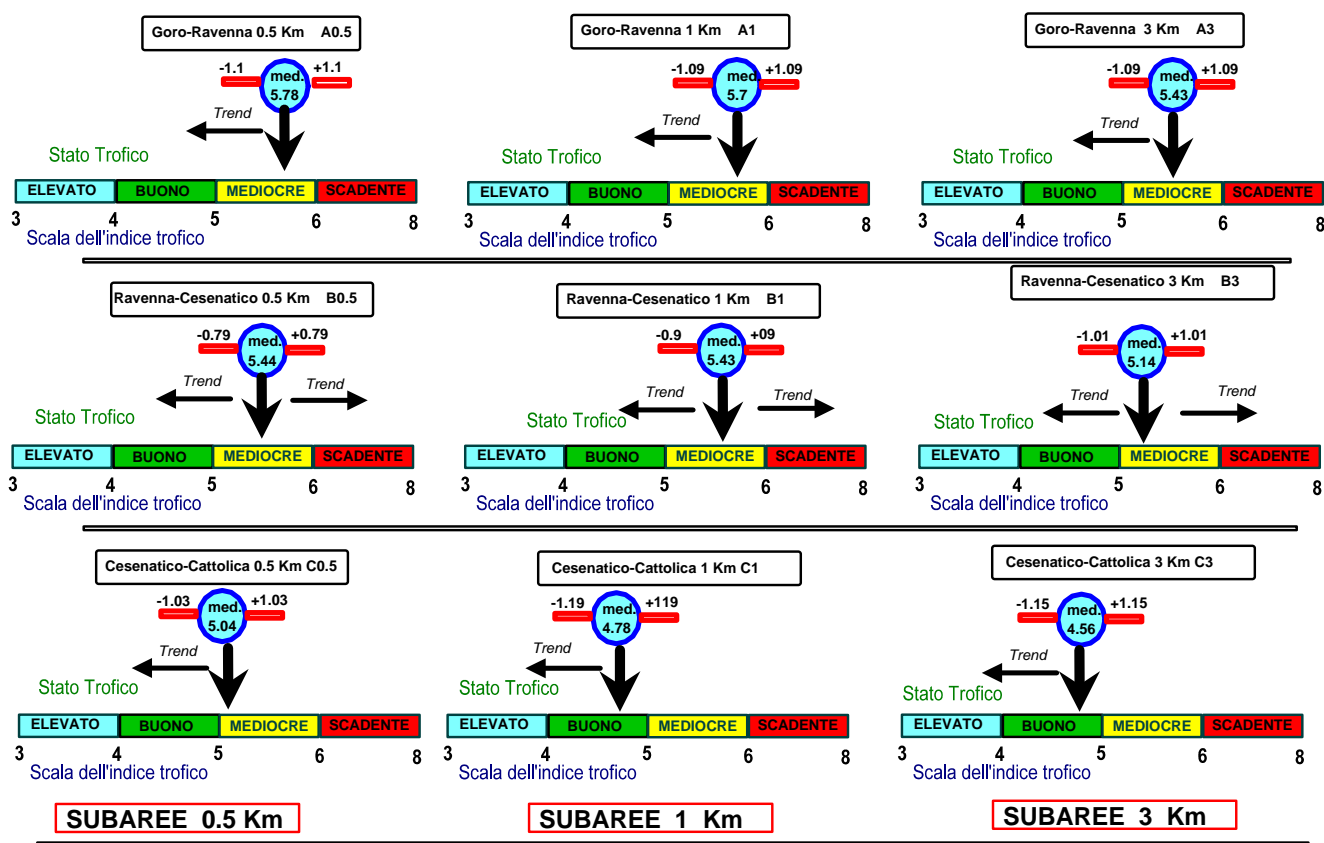 Goro-Ravenna 0.5 Km A0.5
-1.1 +1.1
med.
5.78
Trend
Stato Trofico
ELEVATO BUONO MEDIOCRE SCADENTE
3 4 5 6 8
Scala dell'indice trofico
Goro-Ravenna 1 Km A1
-1.09 +1.09
med.
5.7
Trend
Stato Trofico
ELEVATO BUONO MEDIOCRE SCADENTE
3 4 5 6 8
Scala dell'indice trofico
Goro-Ravenna 3 Km A3
-1.09 +1.09
med.
5.43
Trend
Stato Trofico
ELEVATO BUONO MEDIOCRE SCADENTE
3 4 5 6 8
Scala dell'indice trofico
Ravenna-Cesenatico 0.5 Km B0.5
-0.79 +0.79
med.
5.44
Trend Trend
Stato Trofico
ELEVATO BUONO MEDIOCRE SCADENTE
3 4 5 6 8
Scala dell'indice trofico
Ravenna-Cesenatico 1 Km B1
-0.9 +09
med.
5.43
Trend Trend
Stato Trofico
ELEVATO BUONO MEDIOCRE SCADENTE
3 4 5 6 8
Scala dell'indice trofico
Ravenna-Cesenatico 3 Km B3
-1.01 +1.01
med.
5.14
Trend Trend
Stato Trofico
ELEVATO BUONO MEDIOCRE SCADENTE
3 4 5 6 8
Scala dell'indice trofico
Cesenatico-Cattolica 0.5 Km C0.5
-1.03 +1.03
med.
5.04
Trend
Stato Trofico
ELEVATO BUONO MEDIOCRE SCADENTE
3 4 5 6 8
Scala dell'indice trofico
Cesenatico-Cattolica 1 Km C1
-1.19 +119
med.
4.78
Trend
Stato Trofico
ELEVATO BUONO MEDIOCRE SCADENTE
3 4 5 6 8
Scala dell'indice trofico
Cesenatico-Cattolica 3 Km C3
-1.15 +1.15
med.
4.56
Trend
Stato Trofico
ELEVATO BUONO MEDIOCRE SCADENTE
3 4 5 6 8
Scala dell'indice trofico
SUBAREE 0.5 Km
SUBAREE 1 Km
SUBAREE 3 Km